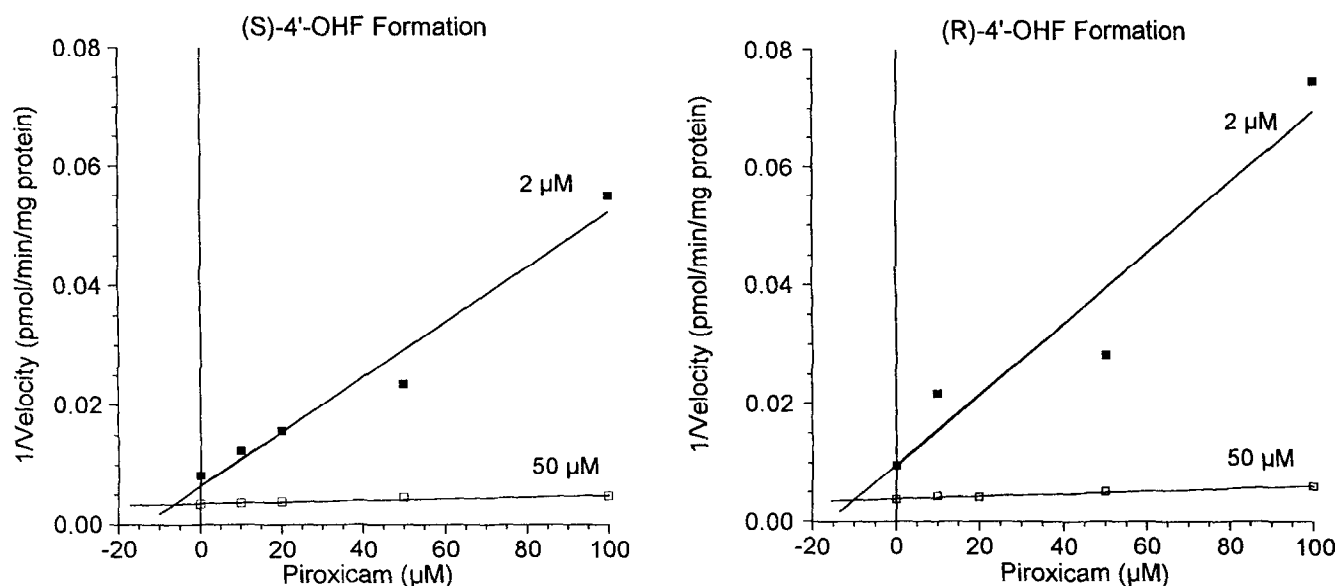 (S)-4'-OHF Formation
1/Velocity (pmol/min/mg protein)
0.08
0.06
0.04
0.02
0.00
2 µM
50 µM
-20
0
20
40
60
80
100
Piroxicam (µM)
(R)-4'-OHF Formation
1/Velocity (pmol/min/mg protein)
0.08
0.06
0.04
0.02
0.00
2 µM
50 µM
-20
0
20
40
60
80
100
Piroxicam (µM)